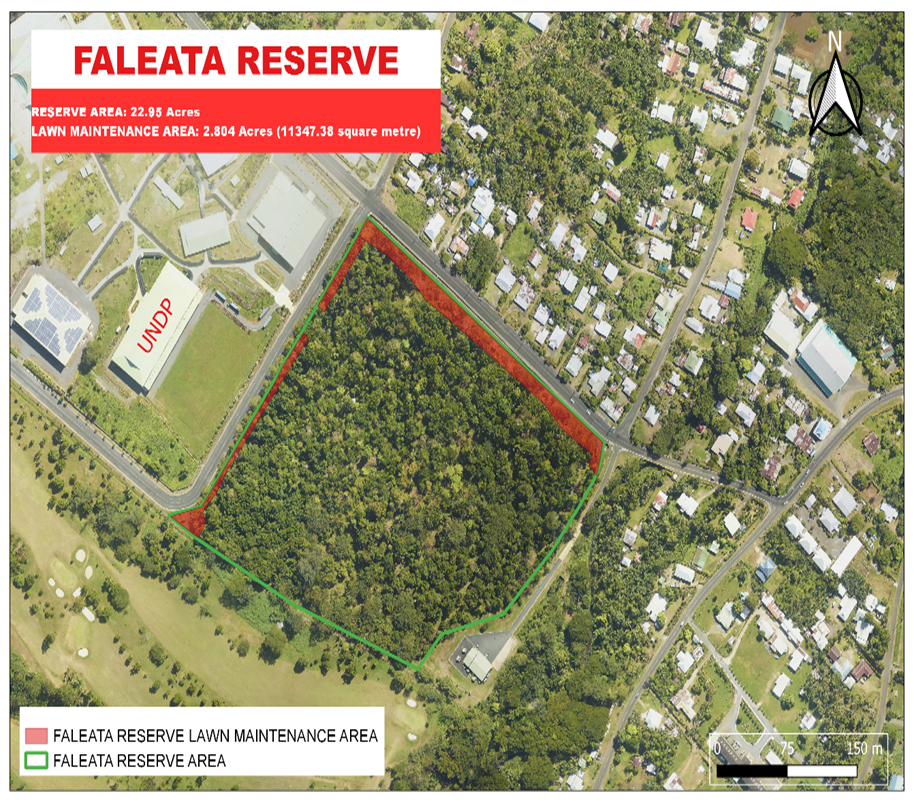 FALEATA RESERVE
RESERVE AREA: 22.95 Acres
LAWN MAINTENANCE AREA: 2.804 Acres (11347.38 square metre)
N
UNDP
FALEATA RESERVE LAWN MAINTENANCE AREA
FALEATA RESERVE AREA
0 75 150 m